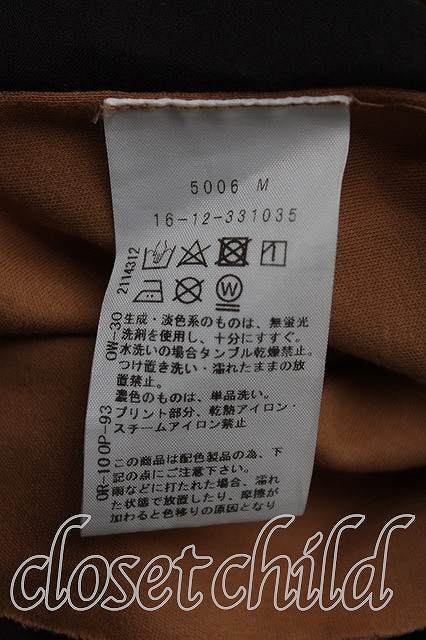 5006 M
16-12-331035
2114312
OW-30
OR-100P-93
生成・淡色系のものは、無蛍光
洗剤を使用し、十分にすすぐ。
水洗いの場合タンブル乾燥禁止。
つけ置き洗い・濡れたままの放
置禁止。
濃色のものは、単品洗い。
プリント部分、乾熱アイロン・
スチームアイロン禁止
この商品は配色製品の為、下
記の点にご注意下さい。
雨などに打たれた場合、濡れ
た状態で放置したり、摩擦が
加わると色移りの原因となり
closet child